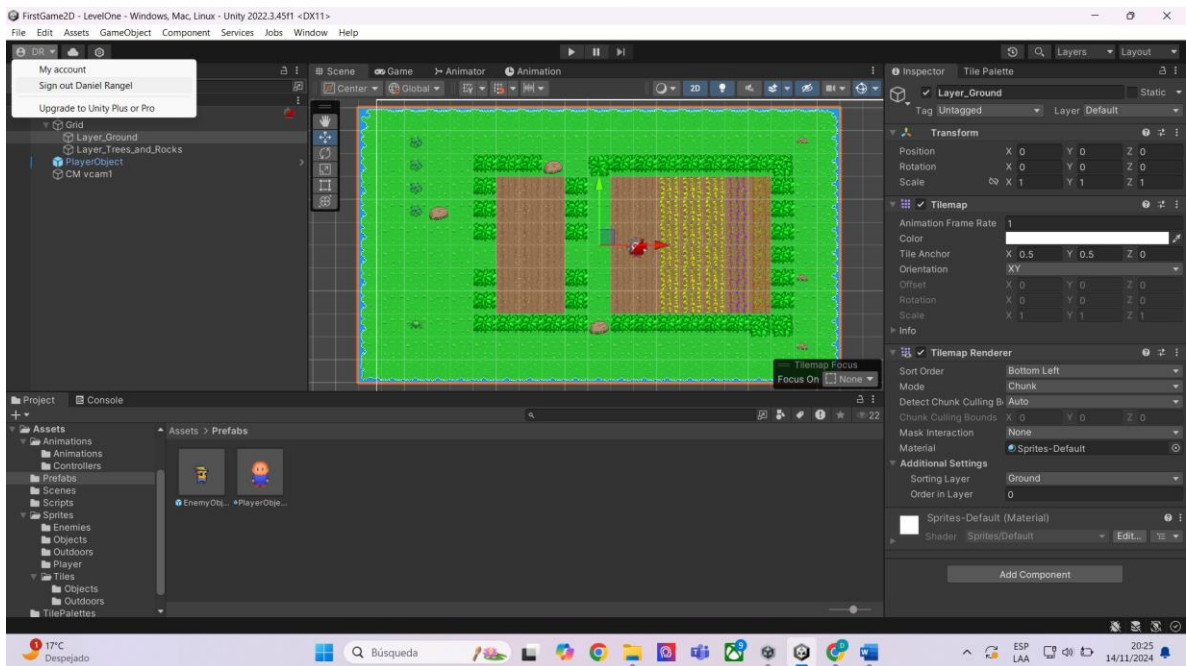 FirstGame2D - LevelOne - Windows, Mac, Linux - Unity 2022.3.45f1 <DX11>
File Edit Assets GameObject Component Services Jobs Window Help
DR
Layers
Layout
My account
Sign out Daniel Rangel
Upgrade to Unity Plus or Pro
Grid
Layer_Ground
Layer_Trees_and_Rocks
PlayerObject
CM vcam1
Scene Game Animator Animation
Center Global 2D
Tilemap Focus
Focus On None
Inspector Tile Palette
Layer_Ground Static
Tag Untagged Layer Default
Transform
Position X 0 Y 0 Z 0
Rotation X 0 Y 0 Z 0
Scale X 1 Y 1 Z 1
Tilemap
Animation Frame Rate 1
Color
Tile Anchor X 0.5 Y 0.5 Z 0
Orientation XY
Offset X 0 Y 0 Z 0
Rotation X 0 Y 0 Z 0
Scale X 1 Y 1 Z 1
Info
Tilemap Renderer
Sort Order Bottom Left
Mode Chunk
Detect Chunk Culling B Auto
Chunk Culling Bounds X 0 Y 0 Z 0
Mask Interaction None
Material Sprites-Default
Additional Settings
Sorting Layer Ground
Order in Layer 0
Sprites-Default (Material)
Shader Sprites/Default Edit...
Add Component
Project Console
22
Assets
Animations
Animations
Controllers
Prefabs
Scenes
Scripts
Sprites
Enemies
Objects
Outdoors
Player
Tiles
Objects
Outdoors
TilePalettes
Assets > Prefabs
EnemyObj... PlayerObje...
1
17°C
Despejado
Búsqueda
ESP
LAA
20:25
14/11/2024